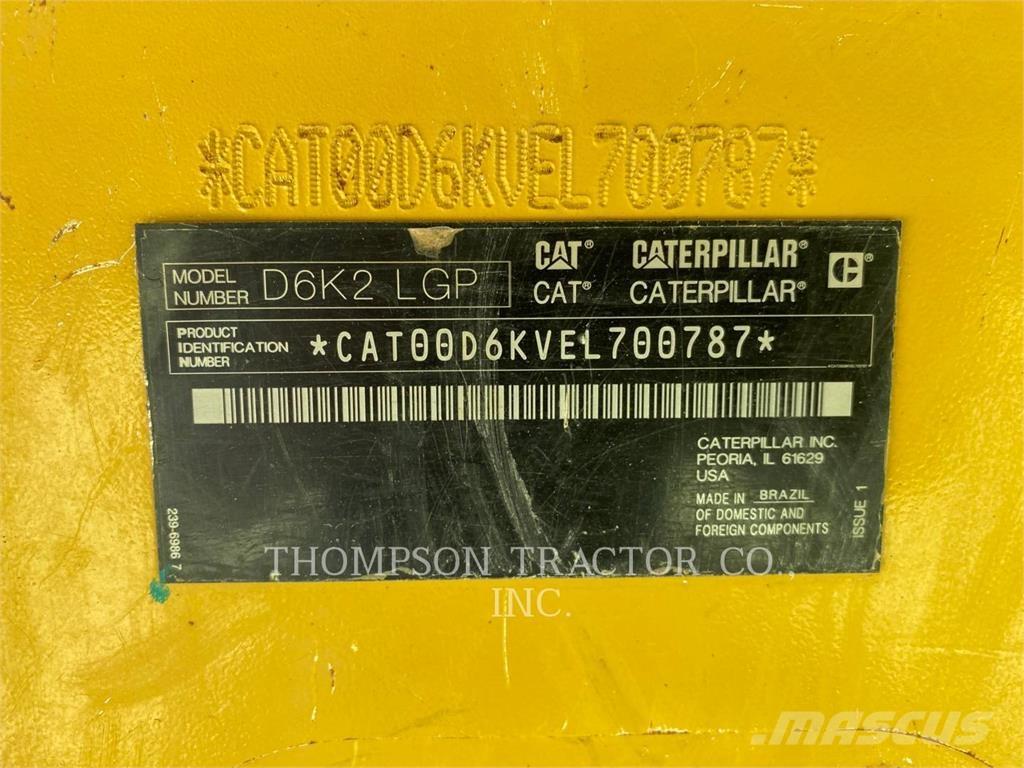 *CAT00D6KVEL700787*
MODEL NUMBER D6K2 LGP
CAT® CATERPILLAR® C®
CAT® CATERPILLAR®
PRODUCT IDENTIFICATION NUMBER *CAT00D6KVEL700787*
CATERPILLAR INC.
PEORIA, IL 61629
USA
MADE IN BRAZIL
OF DOMESTIC AND
FOREIGN COMPONENTS
ISSUE 1
239-6986 7
THOMPSON TRACTOR CO.,
INC.
MASCUS